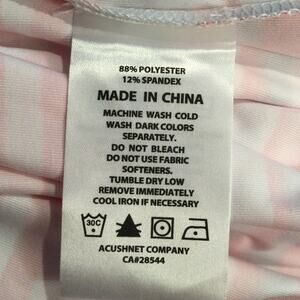 88% POLYESTER
12% SPANDEX
MADE IN CHINA
MACHINE WASH COLD
WASH DARK COLORS
SEPARATELY.
DO NOT BLEACH
DO NOT USE FABRIC
SOFTENERS.
TUMBLE DRY LOW
REMOVE IMMEDIATELY
COOL IRON IF NECESSARY
30C
ACUSHNET COMPANY
CA#28544